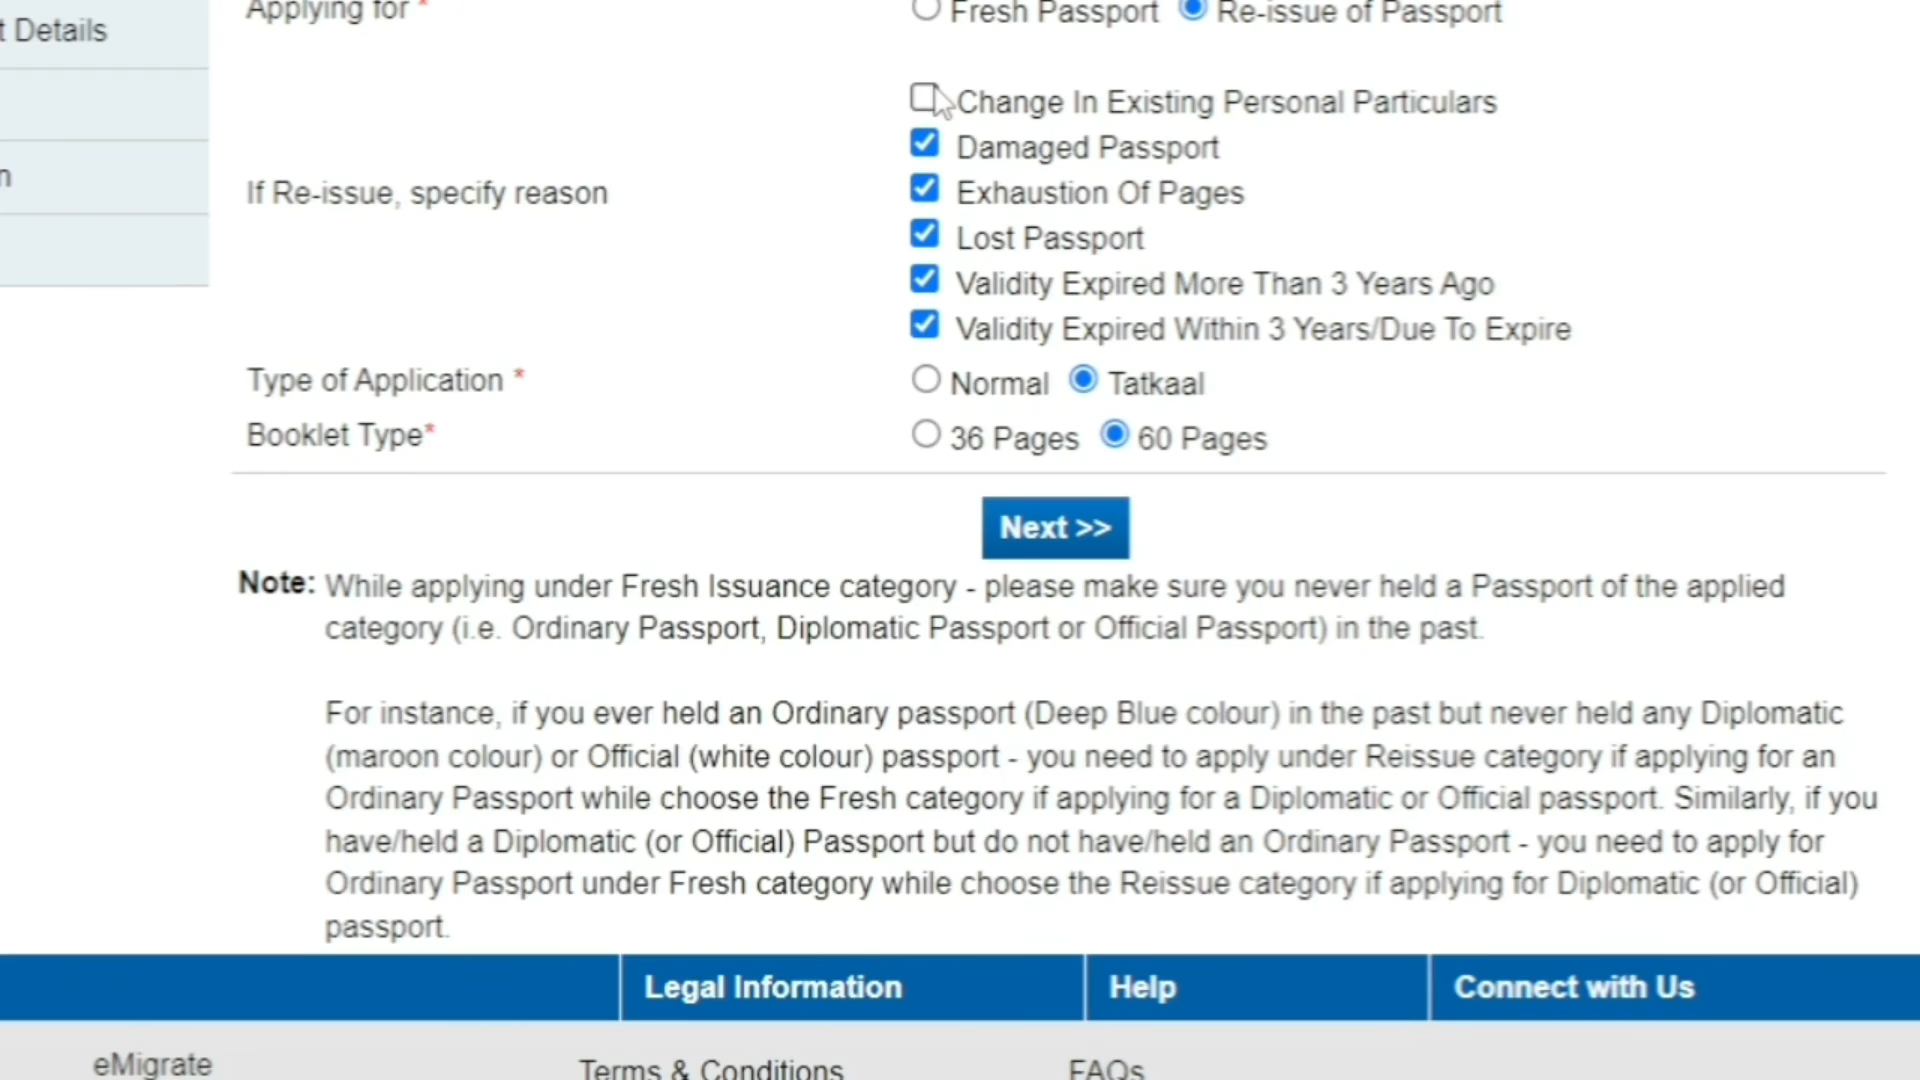 Applying for *
Fresh Passport Re-issue of Passport
t Details
Change In Existing Personal Particulars
Damaged Passport
n
If Re-issue, specify reason
Exhaustion Of Pages
Lost Passport
Validity Expired More Than 3 Years Ago
Validity Expired Within 3 Years/Due To Expire
Type of Application * Normal Tatkaal
Booklet Type* 36 Pages 60 Pages
Next >>
Note: While applying under Fresh Issuance category - please make sure you never held a Passport of the applied
category (i.e. Ordinary Passport, Diplomatic Passport or Official Passport) in the past.
For instance, if you ever held an Ordinary passport (Deep Blue colour) in the past but never held any Diplomatic
(maroon colour) or Official (white colour) passport - you need to apply under Reissue category if applying for an
Ordinary Passport while choose the Fresh category if applying for a Diplomatic or Official passport. Similarly, if you
have/held a Diplomatic (or Official) Passport but do not have/held an Ordinary Passport - you need to apply for
Ordinary Passport under Fresh category while choose the Reissue category if applying for Diplomatic (or Official)
passport.
Legal Information Help Connect with Us
eMigrate Terms & Conditions FAQs